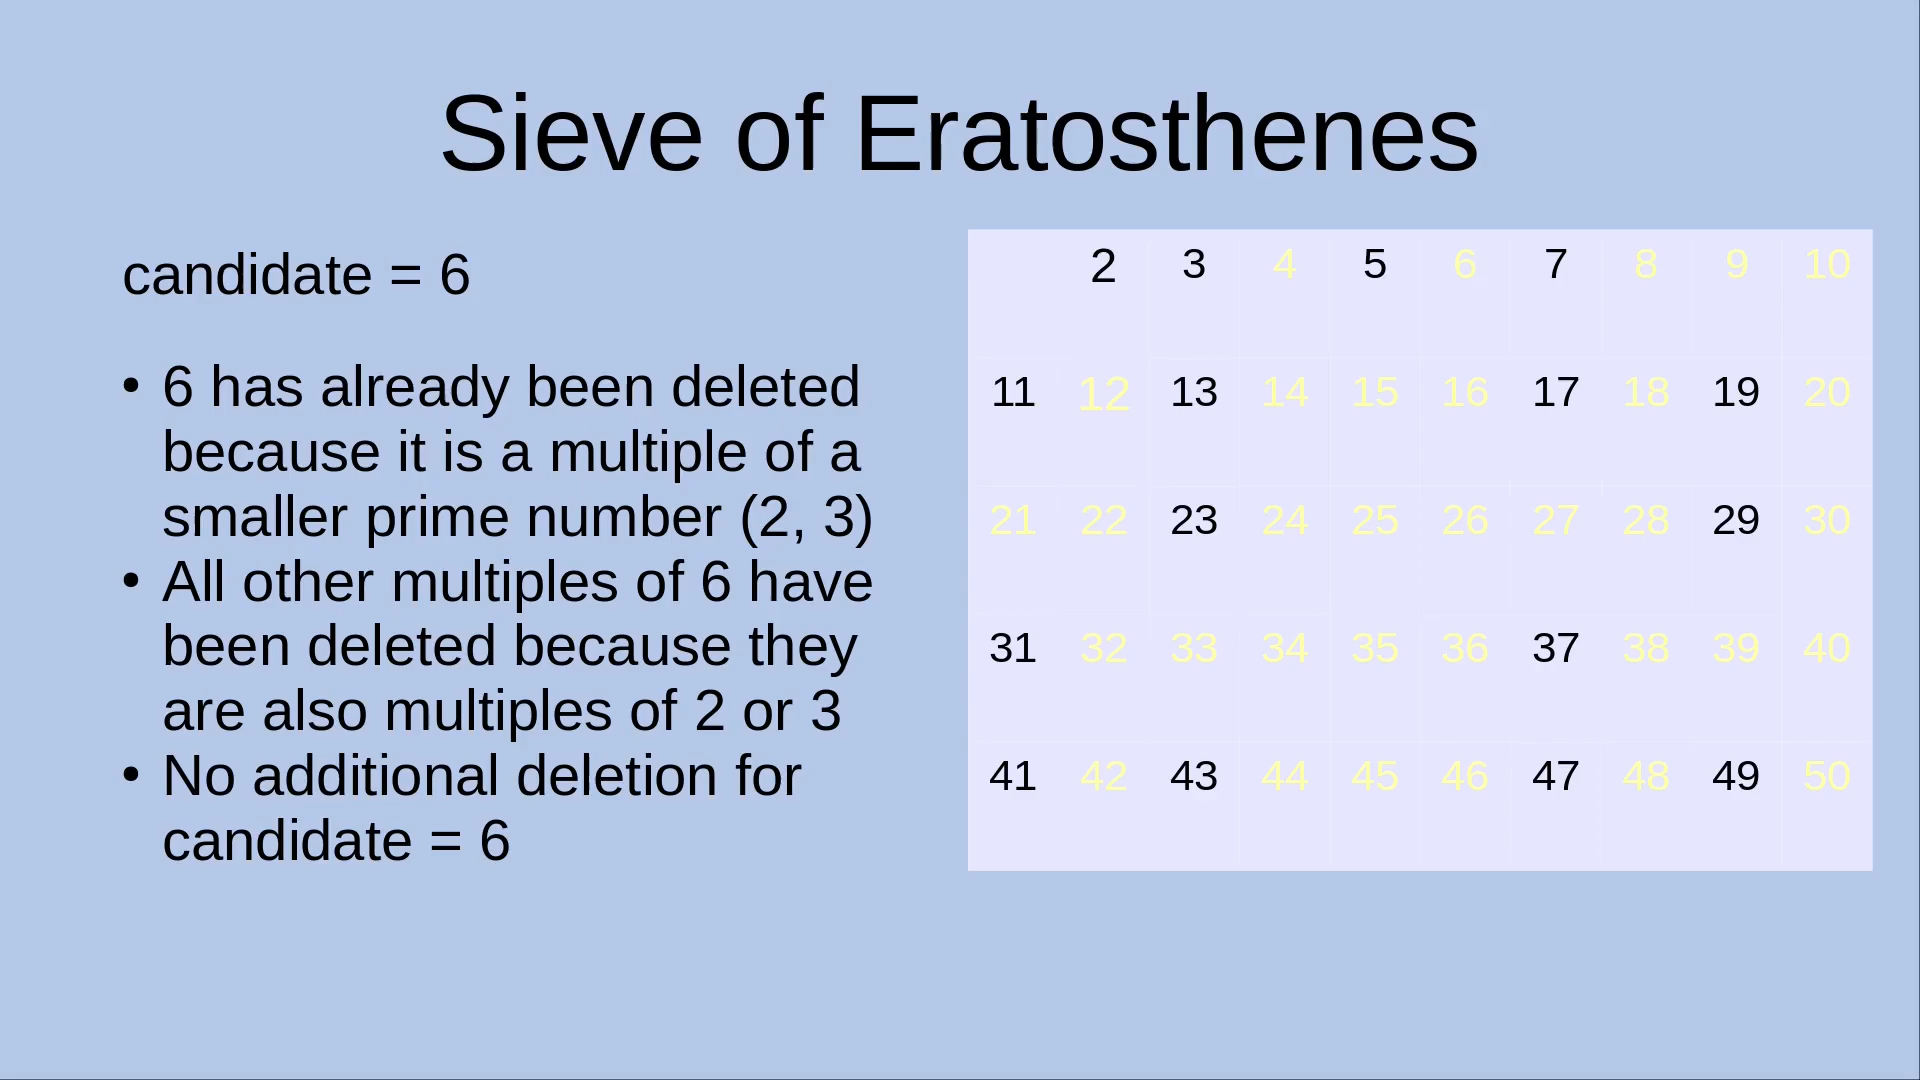 Sieve of Eratosthenes
candidate = 6
• 6 has already been deleted
because it is a multiple of a
smaller prime number (2, 3)
• All other multiples of 6 have
been deleted because they
are also multiples of 2 or 3
• No additional deletion for
candidate = 6
2 3 4 5 6 7 8 9 10
11 12 13 14 15 16 17 18 19 20
21 22 23 24 25 26 27 28 29 30
31 32 33 34 35 36 37 38 39 40
41 42 43 44 45 46 47 48 49 50